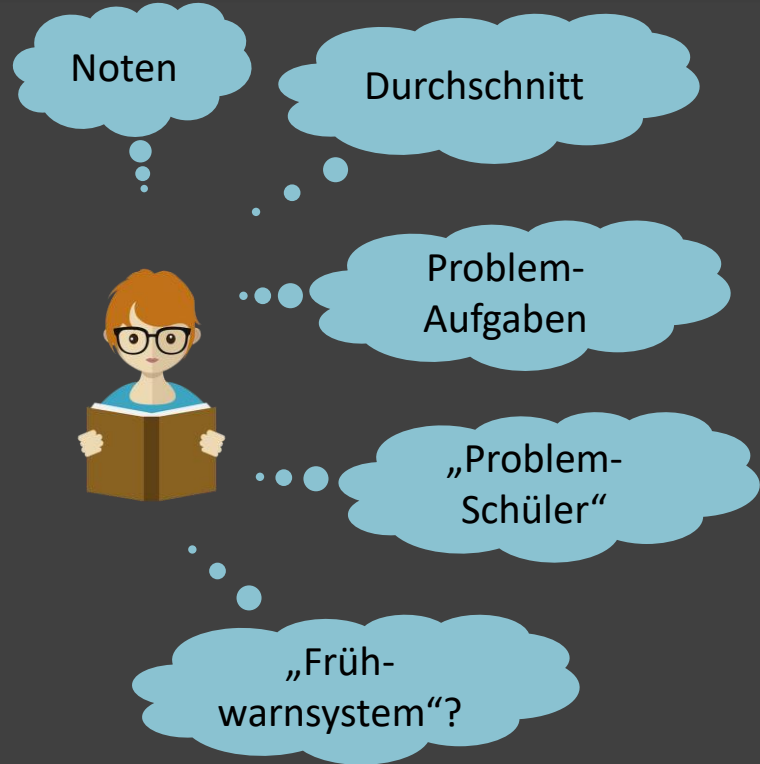 Noten
Durchschnitt
Problem-
Aufgaben
„Problem-
Schüler“
„Früh-
warnsystem“?